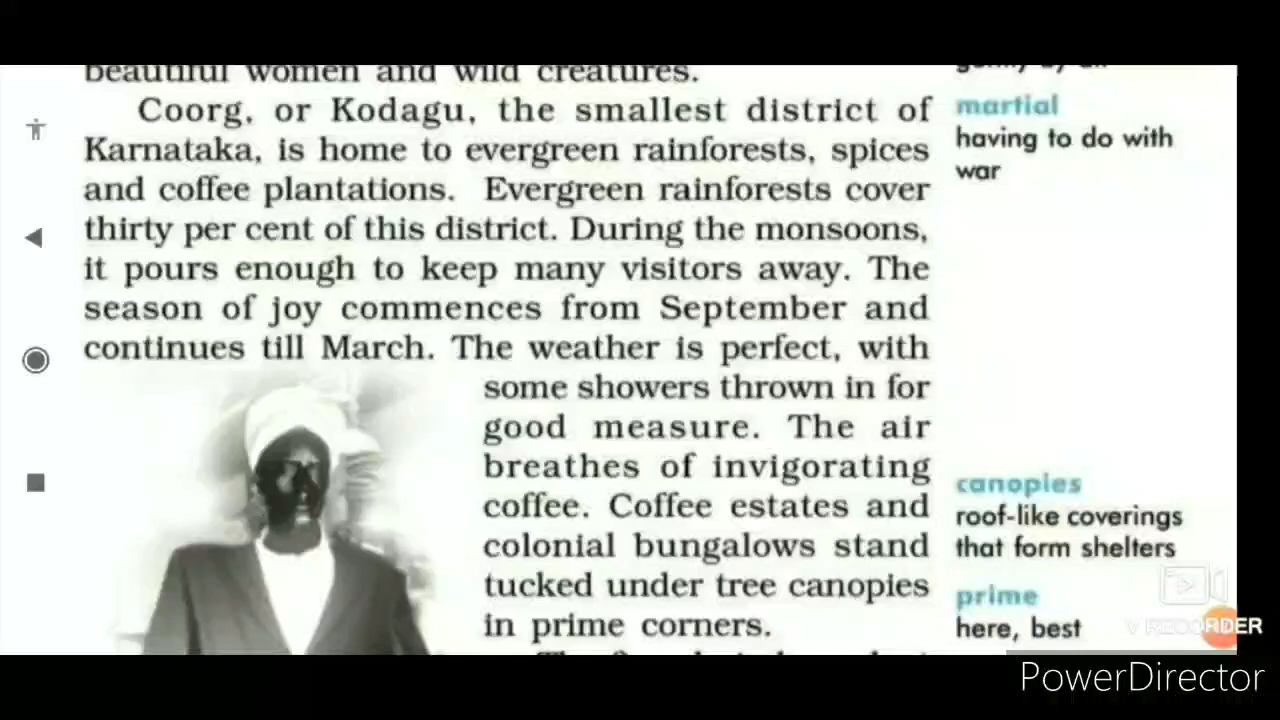 beautiful women and wild creatures.
Coorg, or Kodagu, the smallest district of
Karnataka, is home to evergreen rainforests, spices
and coffee plantations. Evergreen rainforests cover
thirty per cent of this district. During the monsoons,
it pours enough to keep many visitors away. The
season of joy commences from September and
continues till March. The weather is perfect, with
some showers thrown in for
good measure. The air
breathes of invigorating
coffee. Coffee estates and
colonial bungalows stand
tucked under tree canopies
in prime corners.
martial
having to do with
war
canopies
roof-like coverings
that form shelters
prime
here, best
V RECORDER
PowerDirector